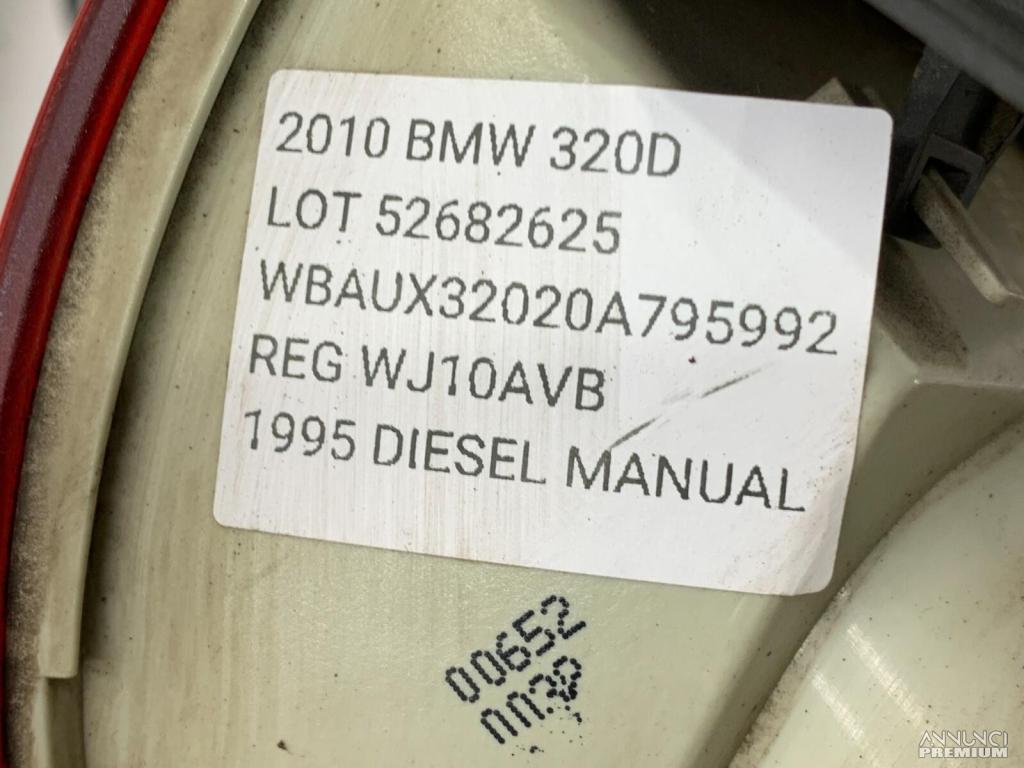 2010 BMW 320D
LOT 52682625
WBAUX32020A795992
REG WJ10AVB
1995 DIESEL MANUAL
00652
ANNUNCI
PREMIUM